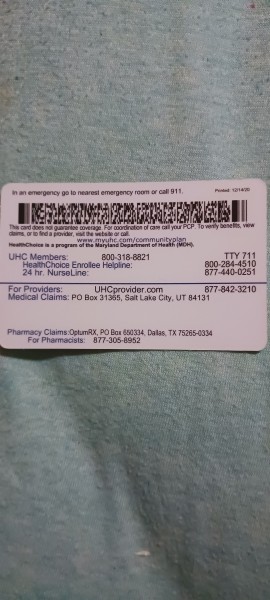 In an emergency go to nearest emergency room or call 911.
Printed: 12/14/20
This card does not guarantee coverage. For coordination of care call your PCP. To verify benefits, view
claims, or to find a provider, visit the website or call.
www.myuhc.com/communityplan
HealthChoice is a program of the Maryland Department of Health (MDH).
UHC Members: 800-318-8821 TTY 711
HealthChoice Enrollee Helpline: 800-284-4510
24 hr. NurseLine: 877-440-0251
For Providers: UHCprovider.com 877-842-3210
Medical Claims: PO Box 31365, Salt Lake City, UT 84131
Pharmacy Claims:OptumRX, PO Box 650334, Dallas, TX 75265-0334
For Pharmacists: 877-305-8952